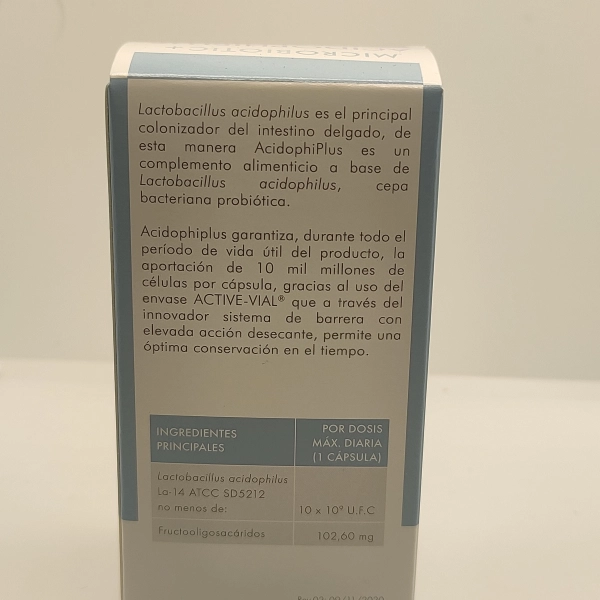 MICROBIOTIC+
Lactobacillus acidophilus es el principal
colonizador del intestino delgado, de
esta manera AcidophiPlus es un
complemento alimenticio a base de
Lactobacillus acidophilus, cepa
bacteriana probiótica.
Acidophiplus garantiza, durante todo el
período de vida útil del producto, la
aportación de 10 mil millones de
células por cápsula, gracias al uso del
envase ACTIVE-VIAL® que a través del
innovador sistema de barrera con
elevada acción desecante, permite una
óptima conservación en el tiempo.
INGREDIENTES
PRINCIPALES
POR DOSIS
MÁX. DIARIA
(1 CÁPSULA)
Lactobacillus acidophilus
La-14 ATCC SD5212
no menos de:
10 x 10⁹ U.F.C
Fructooligosacáridos
102,60 mg